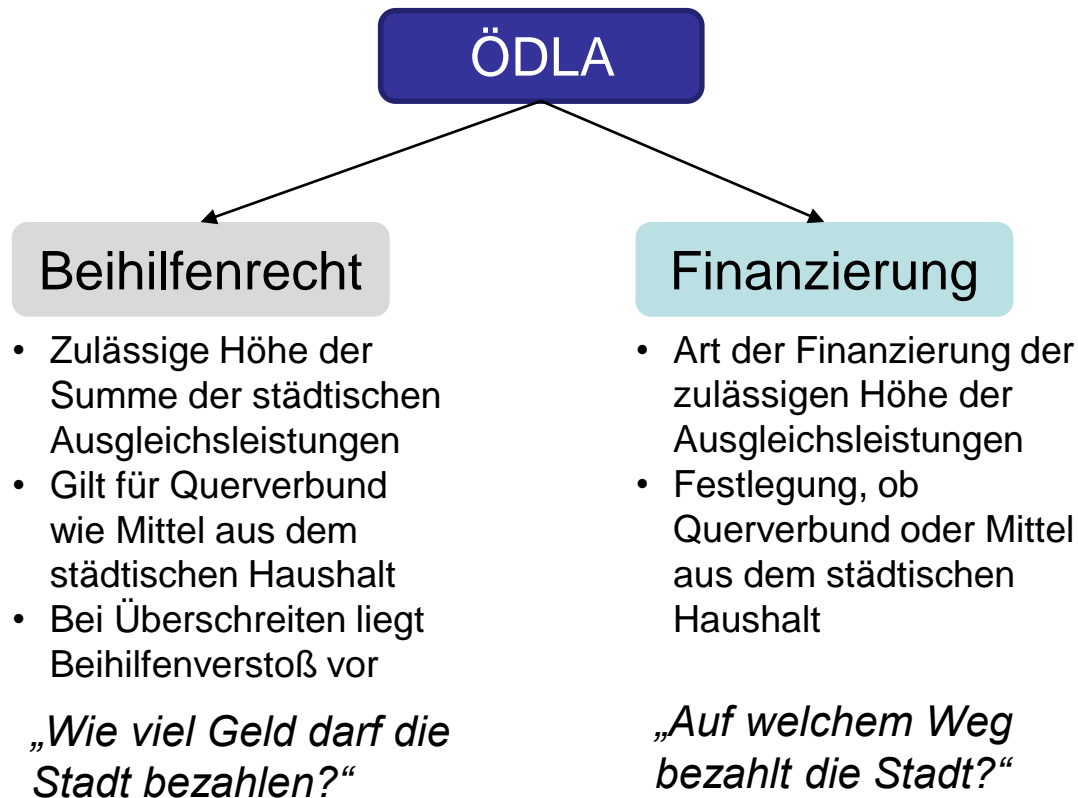 ÖDLA
Beihilfenrecht
• Zulässige Höhe der
Summe der städtischen
Ausgleichsleistungen
• Gilt für Querverbund
wie Mittel aus dem
städtischen Haushalt
• Bei Überschreiten liegt
Beihilfenverstoß vor
„Wie viel Geld darf die
Stadt bezahlen?“
Finanzierung
• Art der Finanzierung der
zulässigen Höhe der
Ausgleichsleistungen
• Festlegung, ob
Querverbund oder Mittel
aus dem städtischen
Haushalt
„Auf welchem Weg
bezahlt die Stadt?“